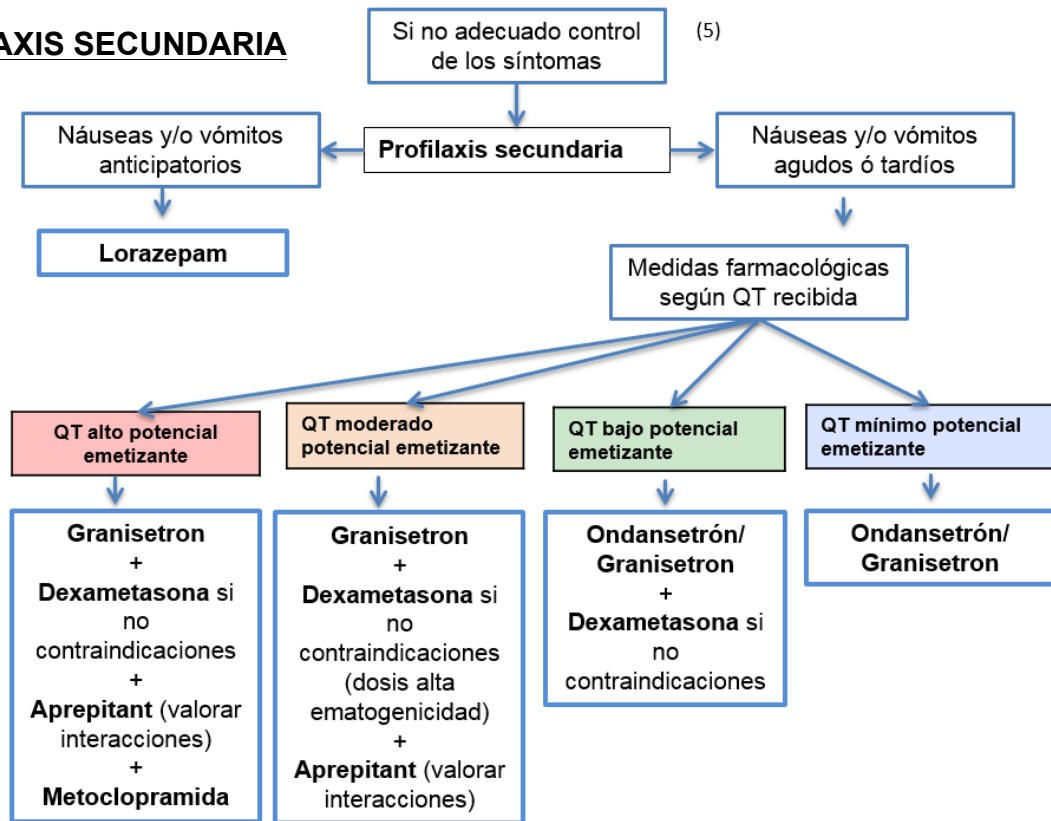 AXIS SECUNDARIA
Si no adecuado control
de los síntomas
(5)
Náuseas y/o vómitos
anticipatorios
Profilaxis secundaria
Náuseas y/o vómitos
agudos ó tardíos
Lorazepam
Medidas farmacológicas
según QT recibida
QT alto potencial
emetizante
QT moderado
potencial emetizante
QT bajo potencial
emetizante
QT mínimo potencial
emetizante
Granisetron
+
Dexametasona si
no
contraindicaciones
+
Aprepitant (valorar
interacciones)
+
Metoclopramida
Granisetron
+
Dexametasona si
no
contraindicaciones
(dosis alta
ematogenicidad)
+
Aprepitant (valorar
interacciones)
Ondansetrón/
Granisetron
+
Dexametasona si
no
contraindicaciones
Ondansetrón/
Granisetron